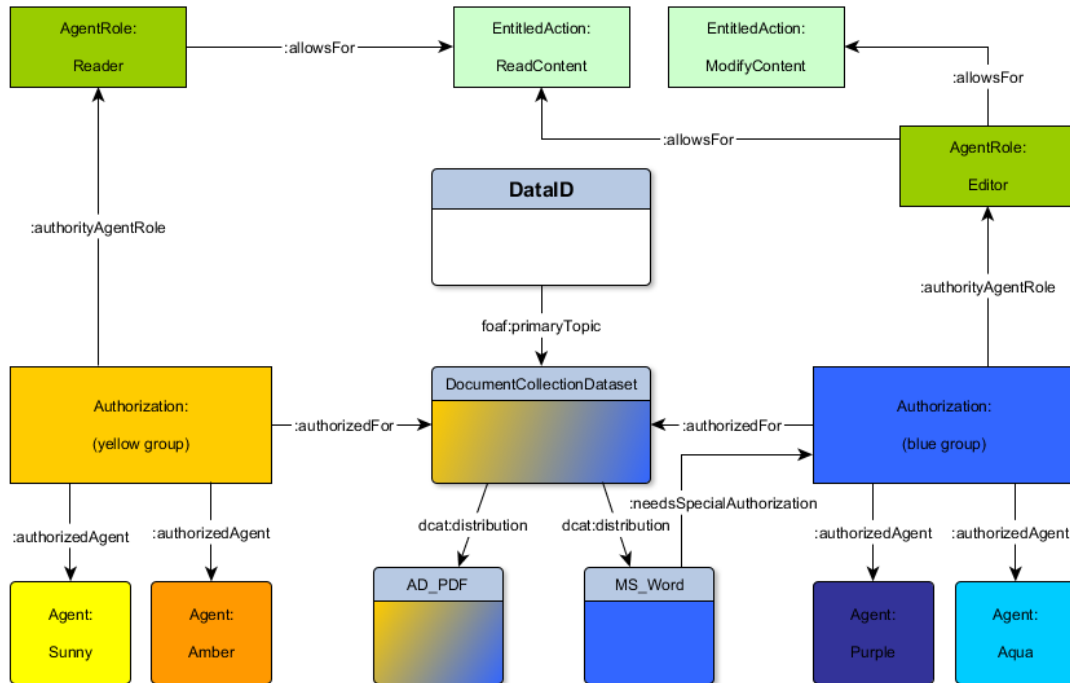 AgentRole:
Reader
:allowsFor
EntitledAction:
ReadContent
EntitledAction:
ModifyContent
:allowsFor
:allowsFor
AgentRole:
Editor
DataID
:authorityAgentRole
:authorityAgentRole
foaf:primaryTopic
Authorization:
(yellow group)
:authorizedFor
DocumentCollectionDataset
:authorizedFor
Authorization:
(blue group)
:needsSpecialAuthorization
:authorizedAgent
:authorizedAgent
dcat:distribution
dcat:distribution
:authorizedAgent
:authorizedAgent
Agent:
Sunny
Agent:
Amber
AD_PDF
MS_Word
Agent:
Purple
Agent:
Aqua